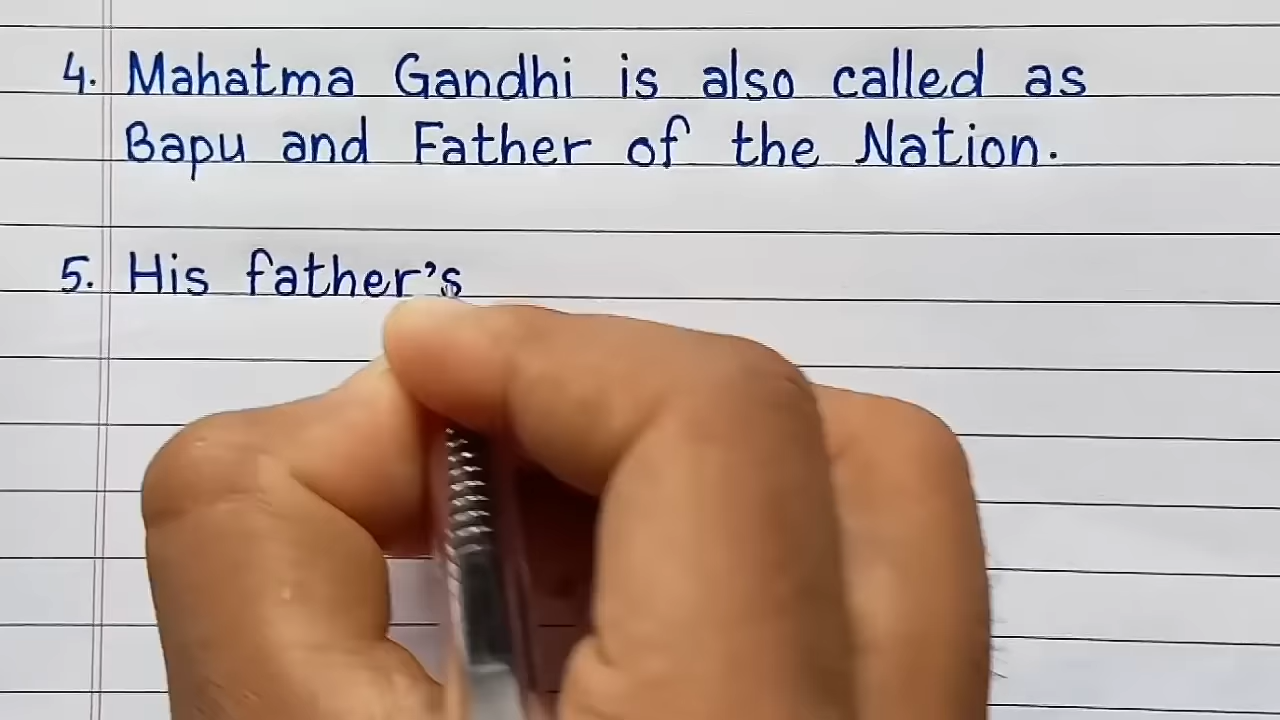 4. Mahatma Gandhi is also called as
Bapu and Father of the Nation.
5. His father's